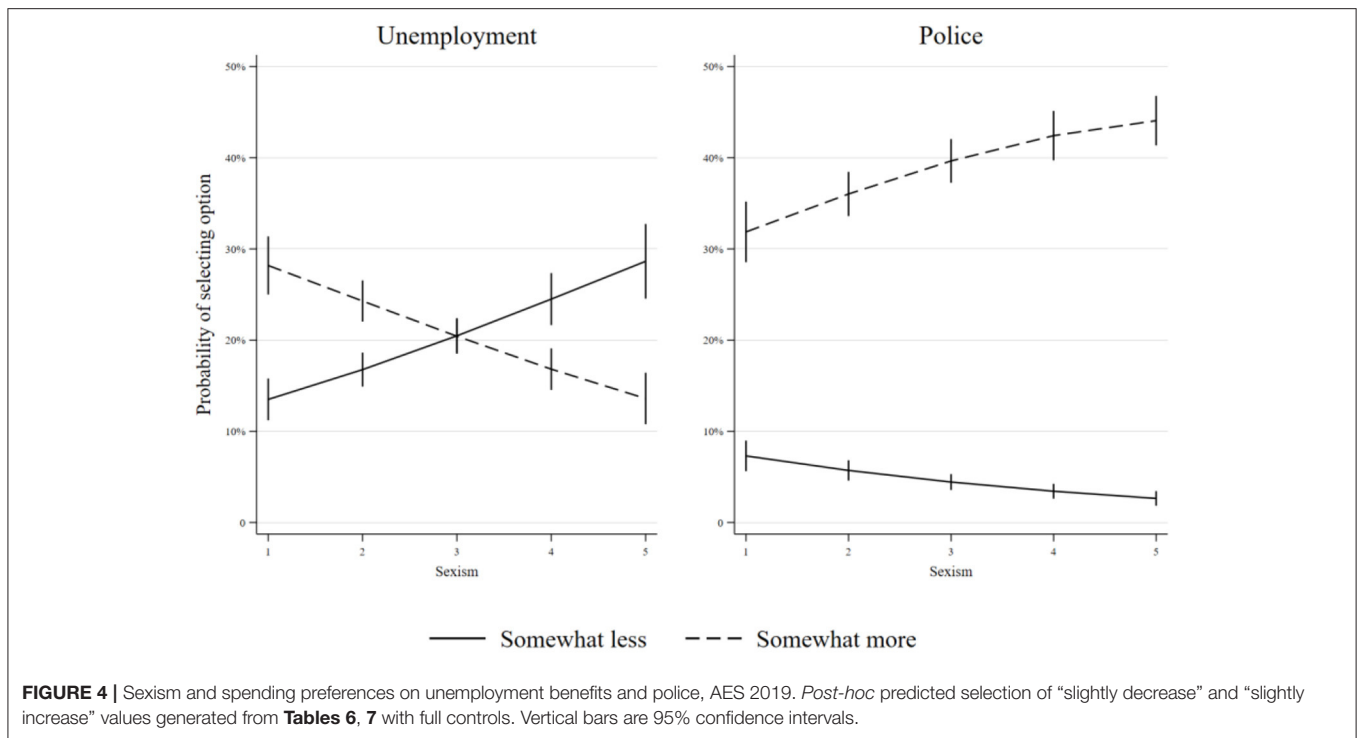 Unemployment
Police
Probability of selecting option
50%
40%
30%
20%
10%
0
1 2 3 4 5
Sexism
50%
40%
30%
20%
10%
0
1 2 3 4 5
Sexism
Somewhat less Somewhat more
FIGURE 4 | Sexism and spending preferences on unemployment benefits and police, AES 2019. Post-hoc predicted selection of “slightly decrease” and “slightly
increase” values generated from Tables 6, 7 with full controls. Vertical bars are 95% confidence intervals.